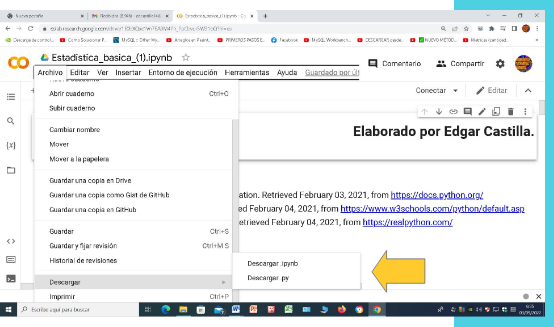 Nueva pestaña
Estadistica_basica_(1).ipynb
Archivo Editar Ver Insertar Entorno de ejecución Herramientas Ayuda Guardado por últ
Comentario Compartir
Abrir cuaderno Ctrl+O
Subir cuaderno
Conectar Editar
Cambiar nombre
Mover
Mover a la papelera
Elaborado por Edgar Castilla.
Guardar una copia en Drive
Guardar una copia como Gist de GitHub
Guardar una copia en GitHub
ation. Retrieved February 03, 2021, from https://docs.python.org/
ed February 04, 2021, from https://www.w3schools.com/python/default.asp
etrieved February 04, 2021, from https://realpython.com/
Guardar Ctrl+S
Guardar y fijar revisión Ctrl+M S
Historial de revisiones
Descargar
Descargar .ipynb
Descargar .py
Imprimir Ctrl+P
Escribe aquí para buscar